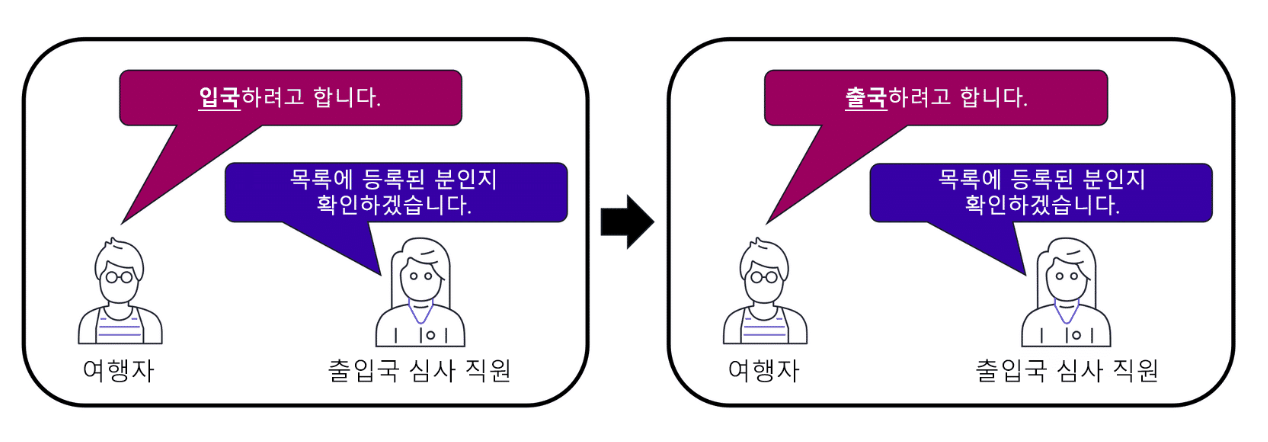 입국하려고 합니다.
목록에 등록된 분인지
확인하겠습니다.
여행자
출입국 심사 직원
출국하려고 합니다.
목록에 등록된 분인지
확인하겠습니다.
여행자
출입국 심사 직원